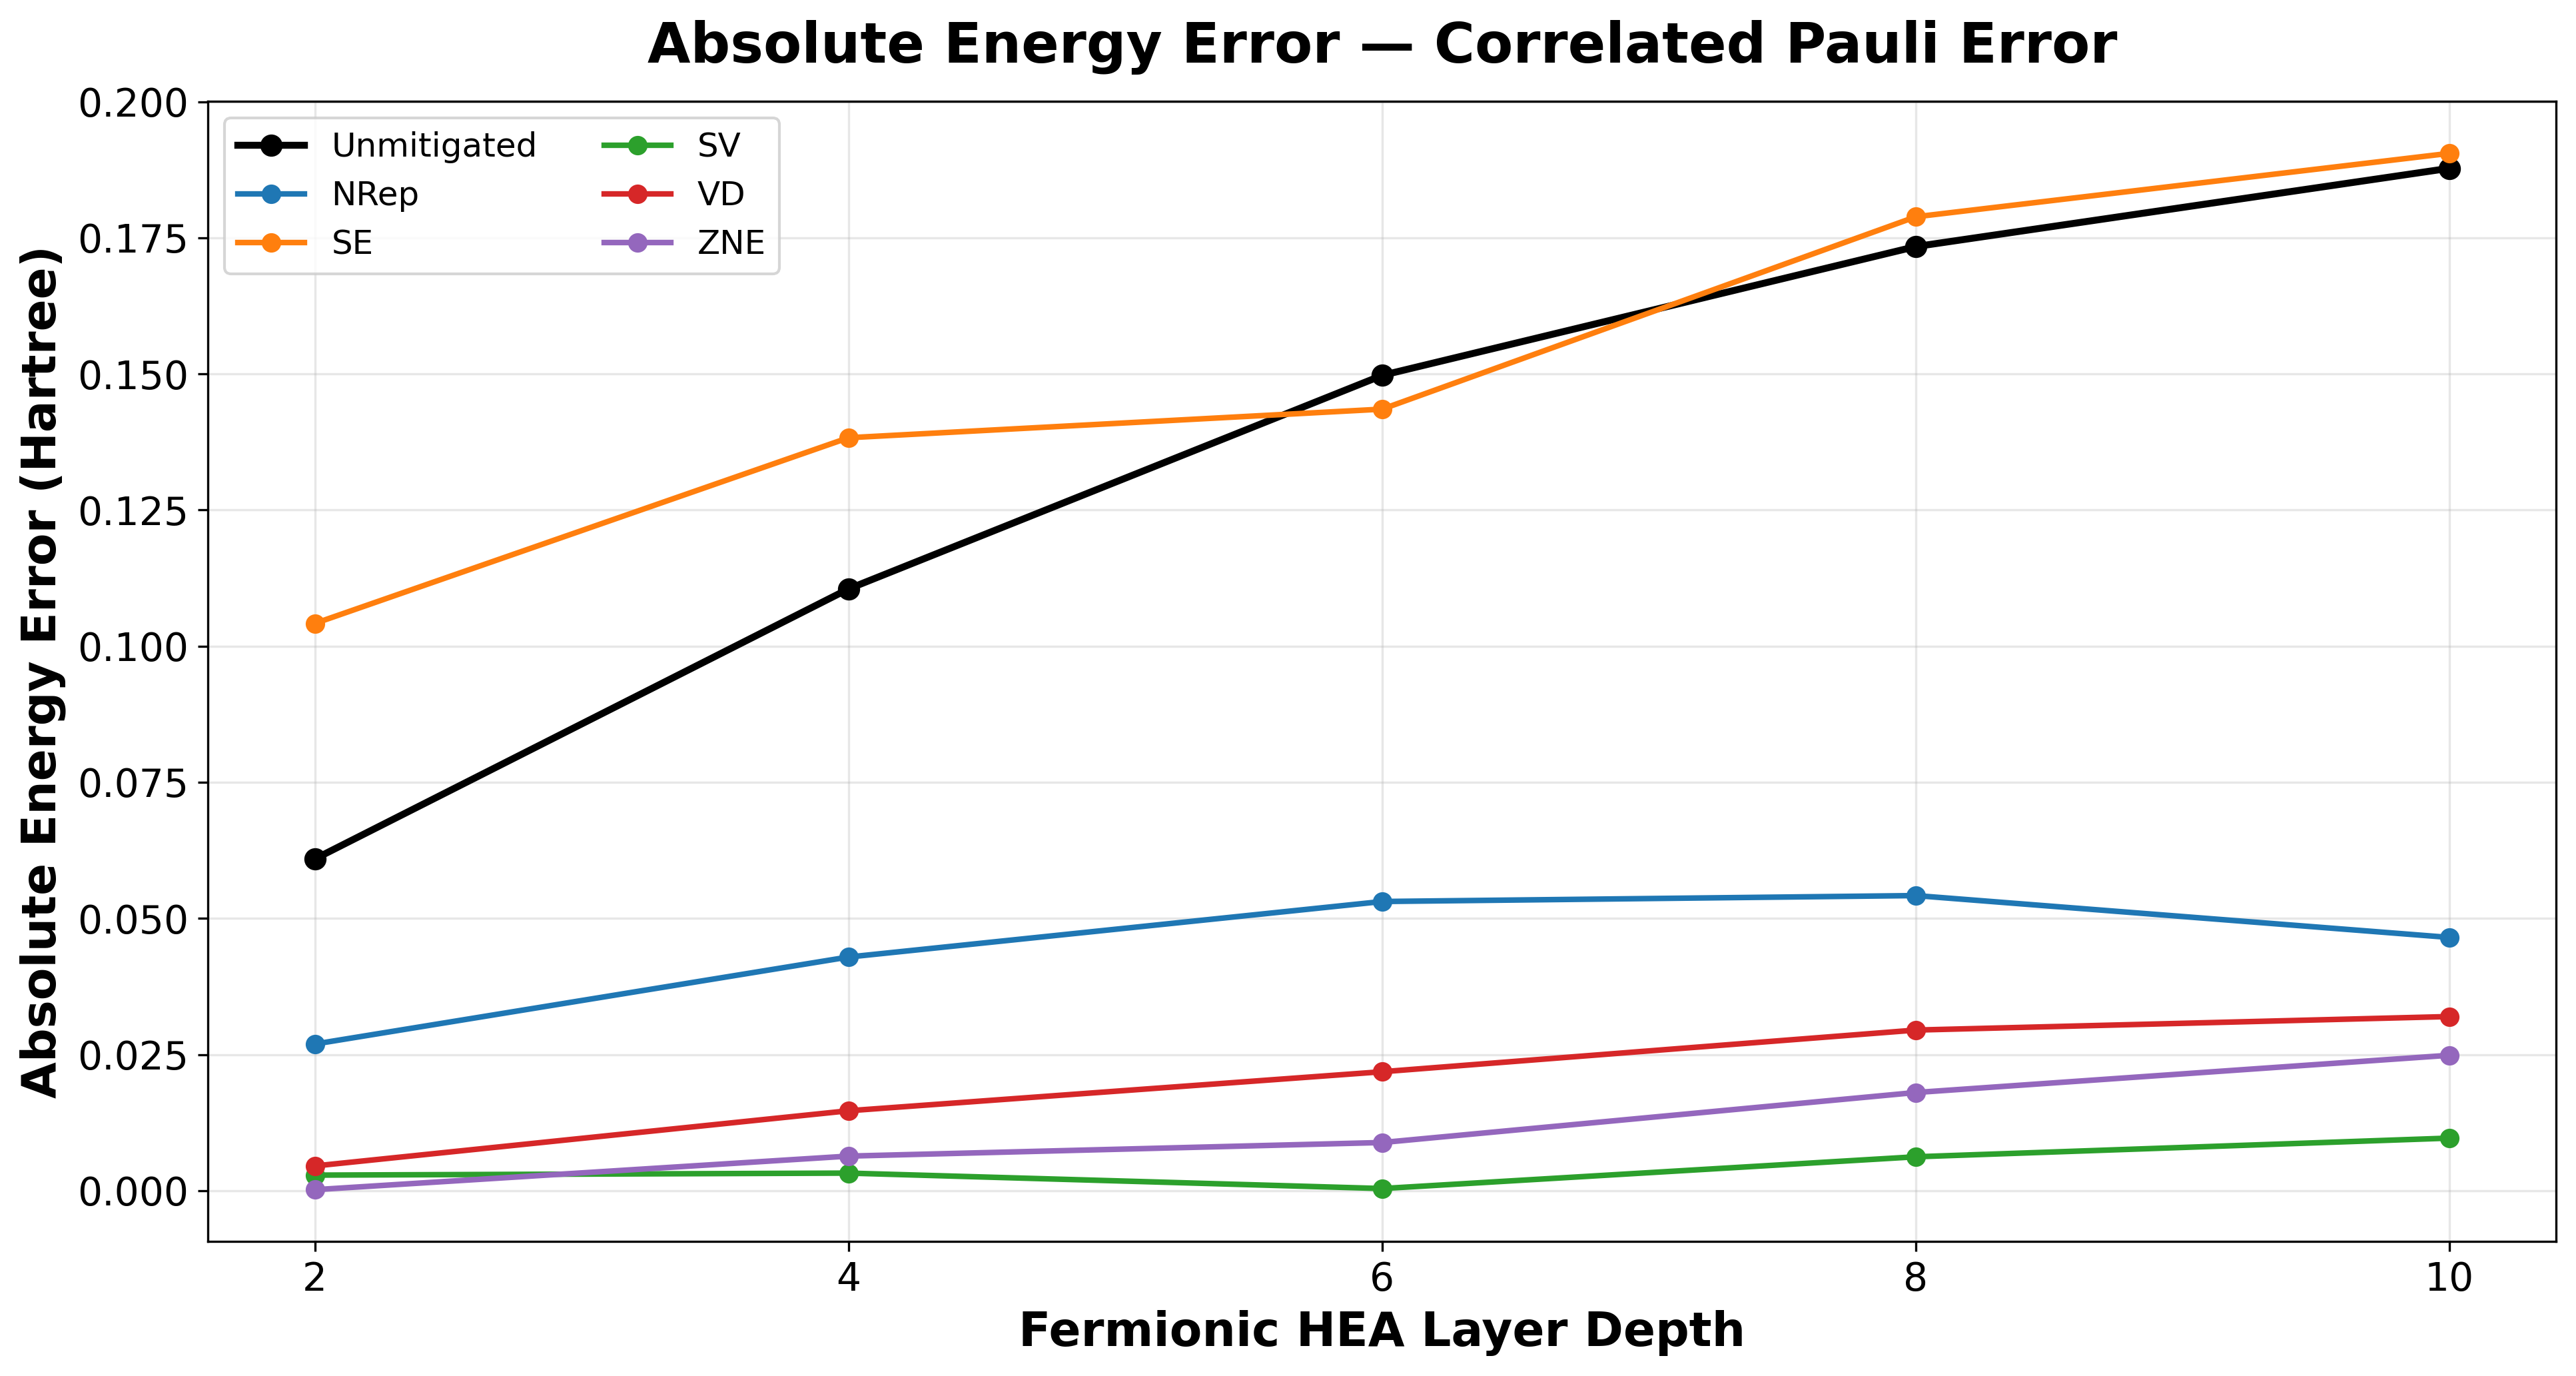 Absolute Energy Error — Correlated Pauli Error
Absolute Energy Error (Hartree)
0.200
0.175
0.150
0.125
0.100
0.075
0.050
0.025
0.000
Unmitigated
NRep
SE
SV
VD
ZNE
2 4 6 8 10
Fermionic HEA Layer Depth